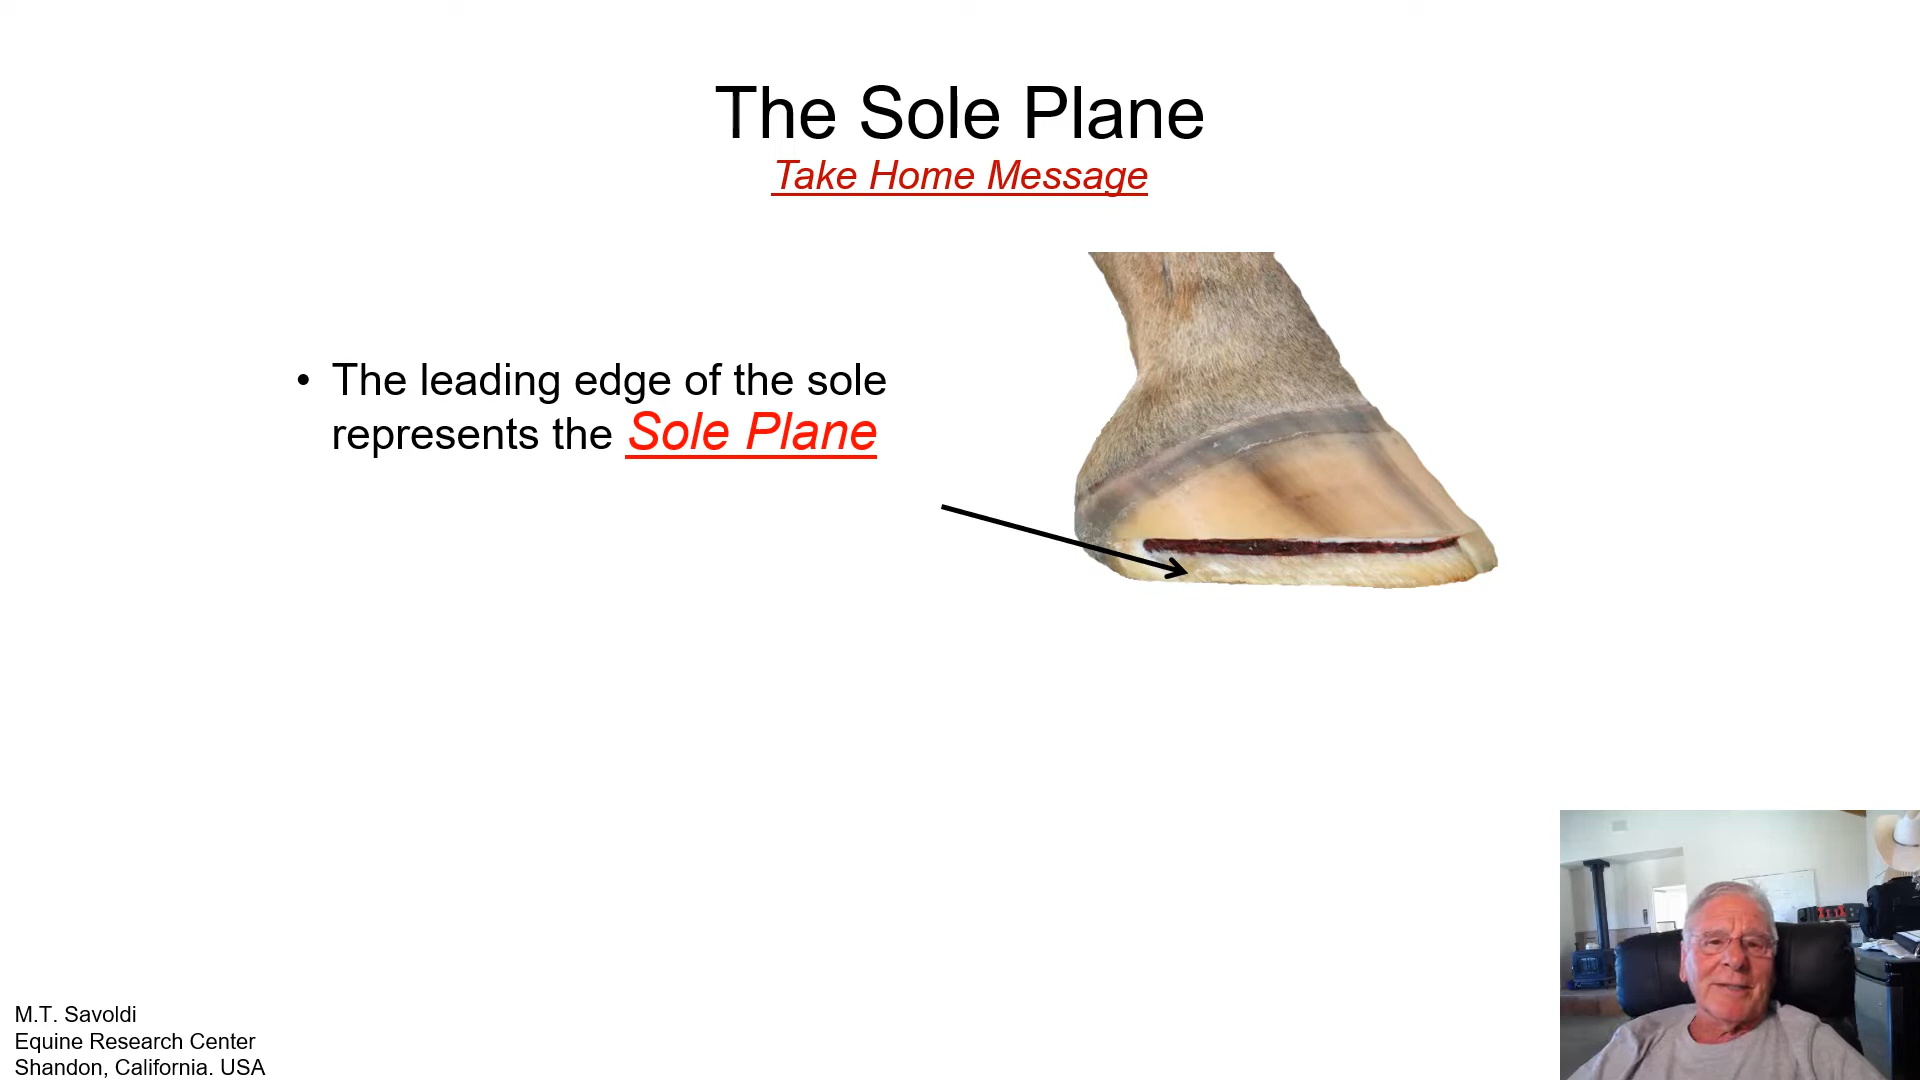 The Sole Plane
Take Home Message
• The leading edge of the sole
represents the Sole Plane
M.T. Savoldi
Equine Research Center
Shandon, California. USA